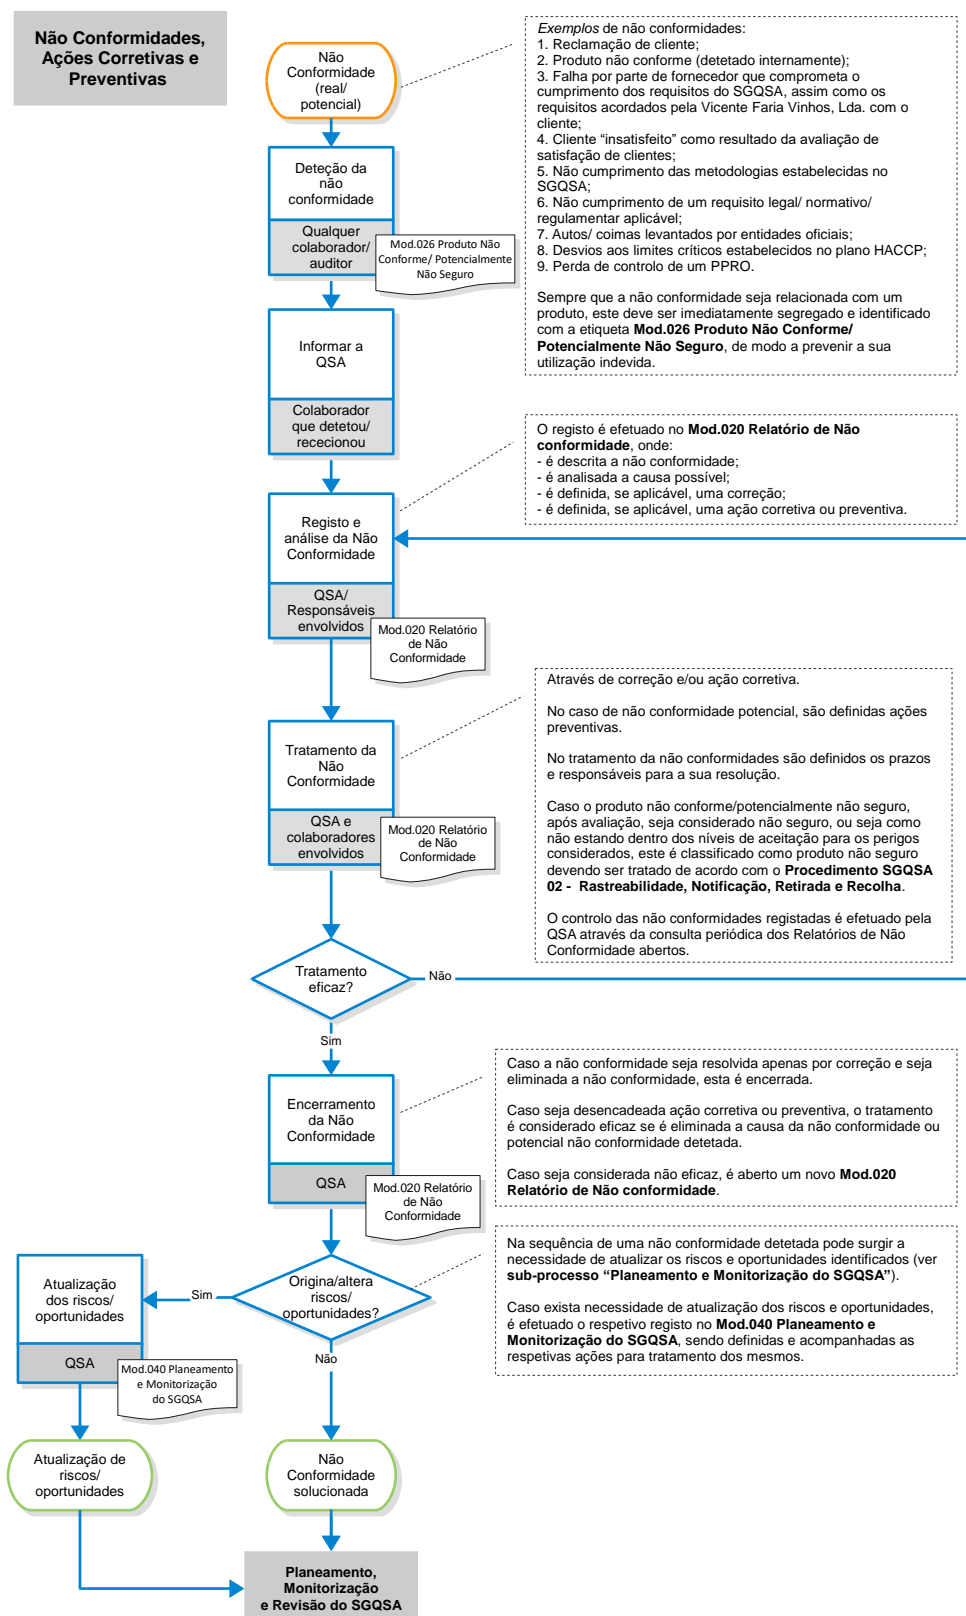 Não Conformidades,
Ações Corretivas e
Preventivas
Não
Conformidade
(real/
potencial)
Exemplos de não conformidades:
1. Reclamação de cliente;
2. Produto não conforme (detetado internamente);
3. Falha por parte de fornecedor que comprometa o
cumprimento dos requisitos do SGQSA, assim como os
requisitos acordados pela Vicente Faria Vinhos, Lda. com o
cliente;
4. Cliente “insatisfeito” como resultado da avaliação de
satisfação de clientes;
5. Não cumprimento das metodologias estabelecidas no
SGQSA;
6. Não cumprimento de um requisito legal/ normativo/
regulamentar aplicável;
7. Autos/ coimas levantados por entidades oficiais;
8. Desvios aos limites críticos estabelecidos no plano HACCP;
9. Perda de controlo de um PPRO.
Sempre que a não conformidade seja relacionada com um
produto, este deve ser imediatamente segregado e identificado
com a etiqueta Mod.026 Produto Não Conforme/
Potencialmente Não Seguro, de modo a prevenir a sua
utilização indevida.
Deteção da
não
conformidade
Qualquer
colaborador/
auditor
Mod.026 Produto Não
Conforme/ Potencialmente
Não Seguro
Informar a
QSA
Colaborador
que detetou/
rececionou
O registo é efetuado no Mod.020 Relatório de Não
conformidade, onde:
- é descrita a não conformidade;
- é analisada a causa possível;
- é definida, se aplicável, uma correção;
- é definida, se aplicável, uma ação corretiva ou preventiva.
Registo e
análise da Não
Conformidade
QSA/
Responsáveis
envolvidos
Mod.020 Relatório
de Não
Conformidade
Através de correção e/ou ação corretiva.
No caso de não conformidade potencial, são definidas ações
preventivas.
No tratamento da não conformidades são definidos os prazos
e responsáveis para a sua resolução.
Caso o produto não conforme/potencialmente não seguro,
após avaliação, seja considerado não seguro, ou seja como
não estando dentro dos níveis de aceitação para os perigos
considerados, este é classificado como produto não seguro
devendo ser tratado de acordo com o Procedimento SGQSA
02 - Rastreabilidade, Notificação, Retirada e Recolha.
O controlo das não conformidades registadas é efetuado pela
QSA através da consulta periódica dos Relatórios de Não
Conformidade abertos.
Tratamento da
Não
Conformidade
QSA e
colaboradores
envolvidos
Mod.020 Relatório
de Não
Conformidade
Tratamento
eficaz?
Não
Sim
Caso a não conformidade seja resolvida apenas por correção e seja
eliminada a não conformidade, esta é encerrada.
Caso seja desencadeada ação corretiva ou preventiva, o tratamento
é considerado eficaz se é eliminada a causa da não conformidade ou
potencial não conformidade detetada.
Caso seja considerada não eficaz, é aberto um novo Mod.020
Relatório de Não conformidade.
Encerramento
da Não
Conformidade
QSA
Mod.020 Relatório
de Não
Conformidade
Na sequência de uma não conformidade detetada pode surgir a
necessidade de atualizar os riscos e oportunidades identificados (ver
sub-processo “Planeamento e Monitorização do SGQSA”).
Caso exista necessidade de atualização dos riscos e oportunidades,
é efetuado o respetivo registo no Mod.040 Planeamento e
Monitorização do SGQSA, sendo definidas e acompanhadas as
respetivas ações para tratamento dos mesmos.
Origina/altera
riscos/
oportunidades?
Sim
Não
Atualização
dos riscos/
oportunidades
QSA
Mod.040 Planeamento
e Monitorização
do SGQSA
Atualização de
riscos/
oportunidades
Não
Conformidade
solucionada
Planeamento,
Monitorização
e Revisão do SGQSA